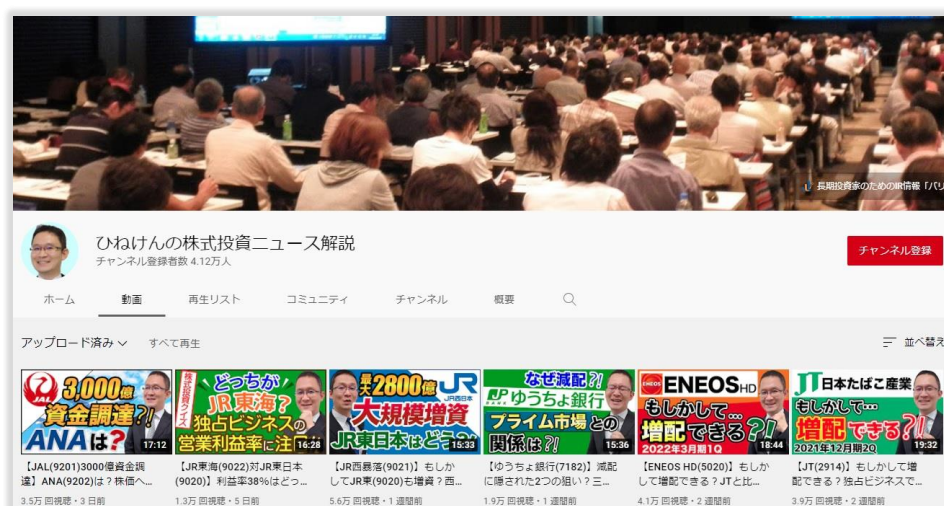 長期投資家のためのIR情報「バリ
ひねけんの株式投資ニュース解説
チャンネル登録者数 4.12万人
チャンネル登録
ホーム
動画
再生リスト
コミュニティ
チャンネル
概要
アップロード済み
すべて再生
並べ替え
JAL
3,000億
資金調達?!
ANAは?
17:12
株式投資クイズ
どっちが
JR東海?
独占ビジネスの
営業利益率に注
16:28
最大2800億
JR
JR西日本
大規模増資
JR東日本はどう?!
15:33
なぜ減配?!
JP
BANK
ゆうちょ銀行
プライム市場との
関係は?!
15:36
ENEOS
ENEOSHD
もしかして…
増配できる?!
2022年3月期1Q
18:44
JT日本たばこ産業
もしかして…
増配できる?!
2021年12月期2Q
19:32
【JAL(9201)3000億資金調
達】ANA(9202)は？株価へ...
3.5万 回視聴・3 日前
【JR東海(9022)対JR東日本
(9020)】利益率38%はどっ...
1.3万 回視聴・5 日前
【JR西暴落(9021)】もしか
してJR東(9020)も増資？西...
5.6万 回視聴・1 週間前
【ゆうちょ銀行(7182)】減配
に隠された2つの狙い？三...
1.9万 回視聴・1 週間前
【ENEOS HD(5020)】もしか
して増配できる？JTと比...
4.1万 回視聴・2 週間前
【JT(2914)】もしかして増
配できる？独占ビジネスで...
3.9万 回視聴・2 週間前